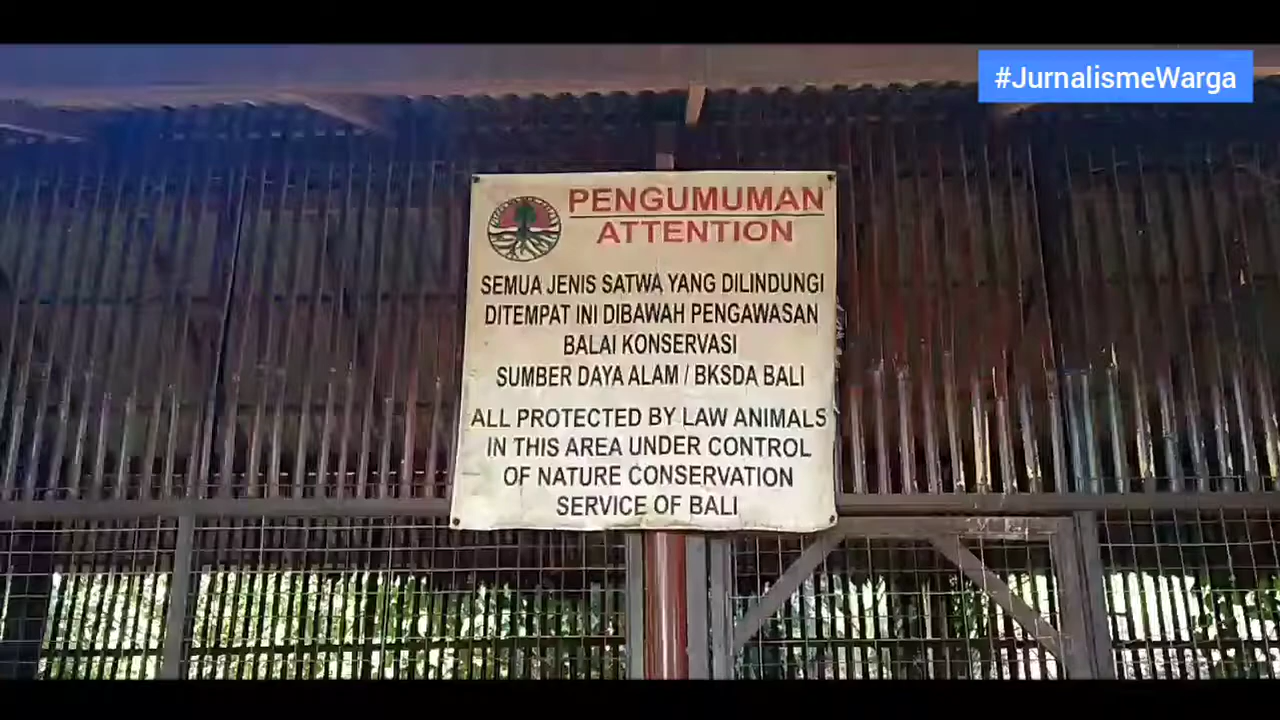 #JurnalismeWarga
PENGUMUMAN
ATTENTION
SEMUA JENIS SATWA YANG DILINDUNGI
DITEMPAT INI DIBAWAH PENGAWASAN
BALAI KONSERVASI
SUMBER DAYA ALAM / BKSDA BALI
ALL PROTECTED BY LAW ANIMALS
IN THIS AREA UNDER CONTROL
OF NATURE CONSERVATION
SERVICE OF BALI